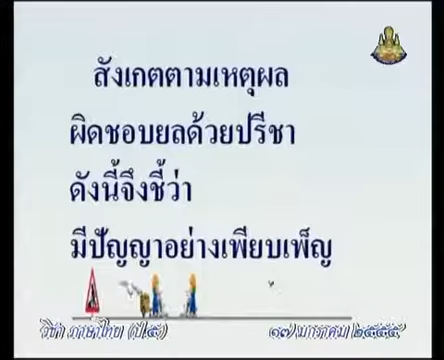 สังเกตตามเหตุผล
ผิดชอบยลด้วยปรีชา
ดังนี้จึงชี้ว่า
มีปัญญาอย่างเพียบเพ็ญ
วิชา ภาษาไทย (ป.๕) ๑๗ มกราคม ๒๕๕๕